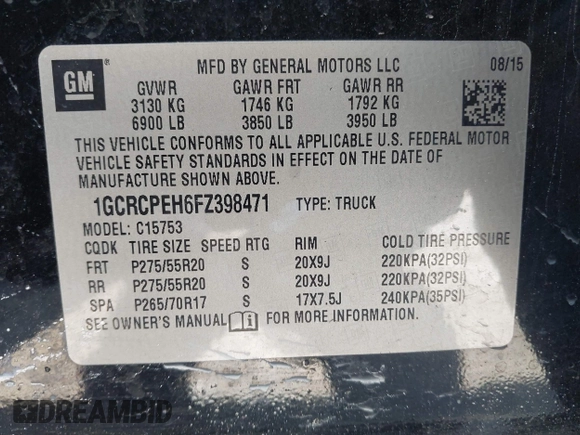 GM
MFD BY GENERAL MOTORS LLC 08/15
GVWR GAWR FRT GAWR RR
3130 KG 1746 KG 1792 KG
6900 LB 3850 LB 3950 LB
THIS VEHICLE CONFORMS TO ALL APPLICABLE U.S. FEDERAL MOTOR
VEHICLE SAFETY STANDARDS IN EFFECT ON THE DATE OF
MANUFACTURE SHOWN ABOVE.
1GCRCPEH6FZ398471 TYPE: TRUCK
MODEL: C15753
CQDK TIRE SIZE SPEED RTG RIM COLD TIRE PRESSURE
FRT P275/55R20 S 20X9J 220KPA(32PSI)
RR P275/55R20 S 20X9J 220KPA(32PSI)
SPA P265/70R17 S 17X7.5J 240KPA(35PSI)
SEE OWNER'S MANUAL FOR MORE INFORMATION.
DREAMBID